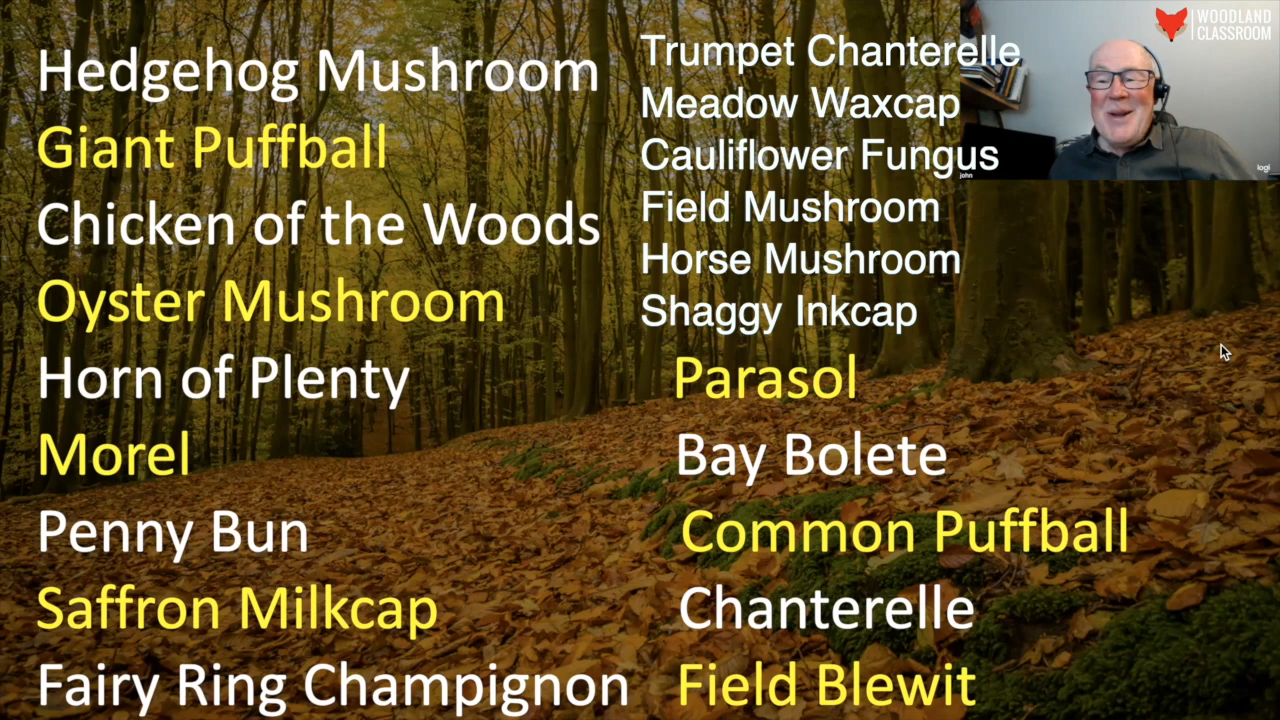 Hedgehog Mushroom
Giant Puffball
Chicken of the Woods
Oyster Mushroom
Horn of Plenty
Morel
Penny Bun
Saffron Milkcap
Fairy Ring Champignon
Trumpet Chanterelle
Meadow Waxcap
Cauliflower Fungus
Field Mushroom
Horse Mushroom
Shaggy Inkcap
Parasol
Bay Bolete
Common Puffball
Chanterelle
Field Blewit
WOODLAND
CLASSROOM
john
logi